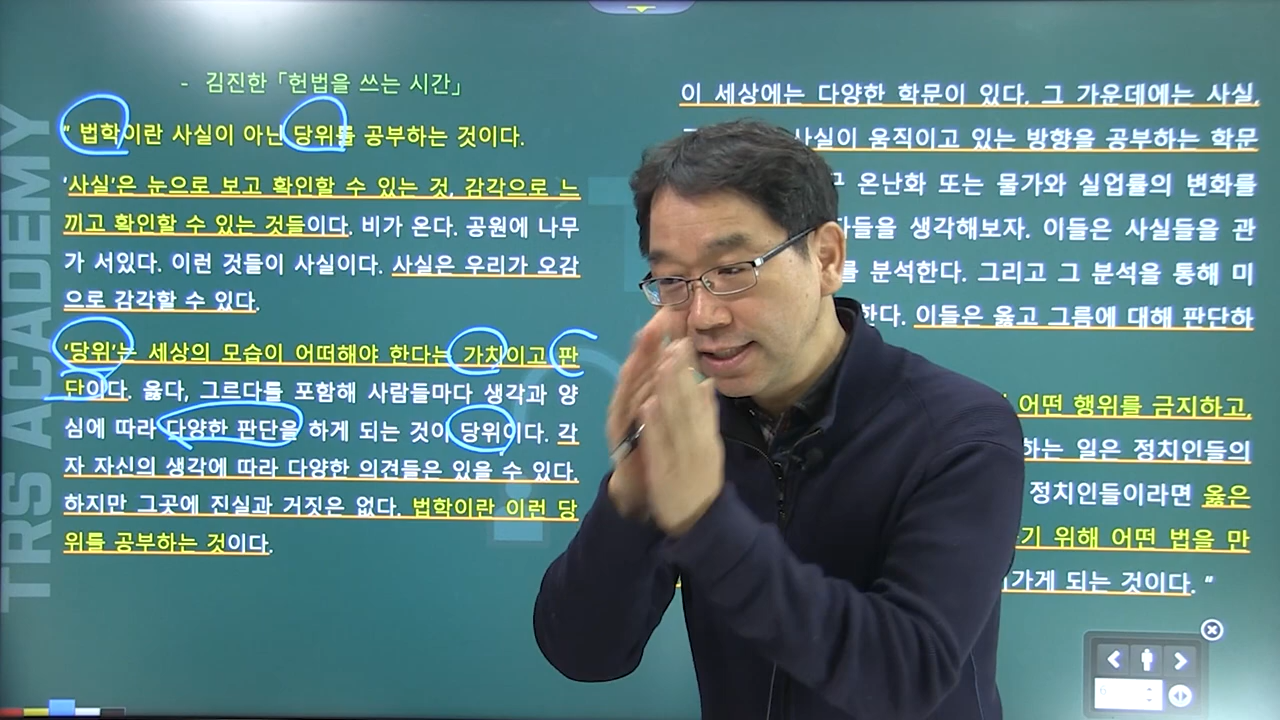 TRS ACADEMY
- 김진한 「헌법을 쓰는 시간」
" 법학이란 사실이 아닌 당위를 공부하는 것이다.
'사실'은 눈으로 보고 확인할 수 있는 것, 감각으로 느
끼고 확인할 수 있는 것들이다. 비가 온다. 공원에 나무
가 서있다. 이런 것들이 사실이다. 사실은 우리가 오감
으로 감각할 수 있다.
'당위'는 세상의 모습이 어떠해야 한다는 가치이고 판
단이다. 옳다, 그르다를 포함해 사람들마다 생각과 양
심에 따라 다양한 판단을 하게 되는 것이 당위이다. 각
자 자신의 생각에 따라 다양한 의견들은 있을 수 있다.
하지만 그곳에 진실과 거짓은 없다. 법학이란 이런 당
위를 공부하는 것이다.
이 세상에는 다양한 학문이 있다. 그 가운데에는 사실,
사실이 움직이고 있는 방향을 공부하는 학문
온난화 또는 물가와 실업률의 변화를
생각해보자. 이들은 사실들을 관
분석한다. 그리고 그 분석을 통해 미
이들은 옳고 그름에 대해 판단하
어떤 행위를 금지하고,
하는 일은 정치인들의
정치인들이라면 옳은
위해 어떤 법을 만
되는 것이다. "